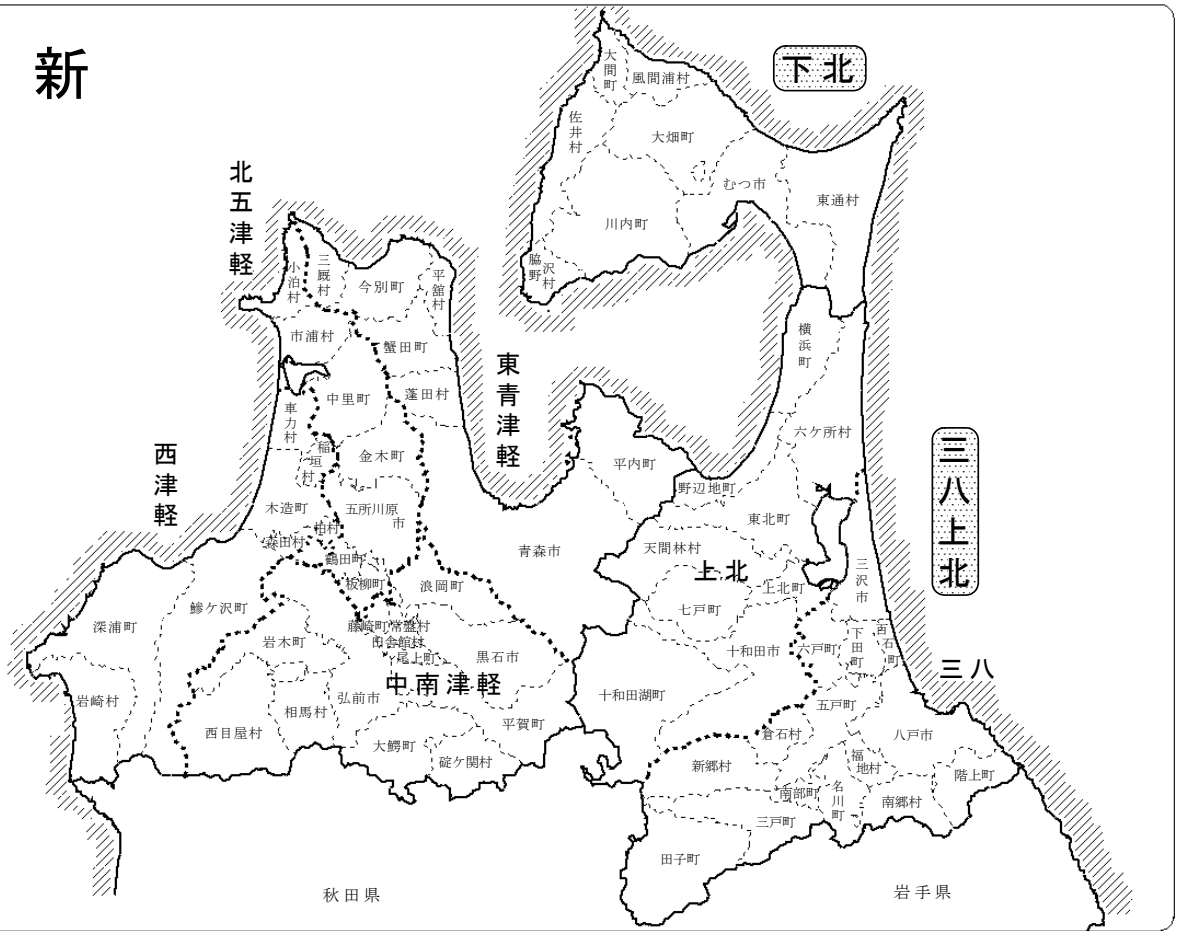 新
下北
大間町
風間浦村
佐井村
大畑町
むつ市
東通村
川内町
脇野沢村
北五津軽
小泊村
三厩村
今別町
平舘村
市浦村
蟹田町
中里町
蓬田村
車力村
稲垣村
金木町
東青津軽
横浜町
六ケ所村
平内町
野辺地町
西津軽
木造町
五所川原市
柏村
森田村
鶴田町
板柳町
青森市
浪岡町
東北町
天間林村
上北
上北町
七戸町
三沢市
三八上北
深浦町
鰺ケ沢町
岩木町
藤崎町
常盤村
田舎館村
尾上町
黒石市
十和田市
六戸町
下田町
百石町
三八
岩崎村
西目屋村
相馬村
弘前市
中南津軽
平賀町
大鰐町
碇ケ関村
十和田湖町
五戸町
倉石村
八戸市
新郷村
福地村
階上町
南部町
名川町
南郷村
三戸町
田子町
秋田県
岩手県